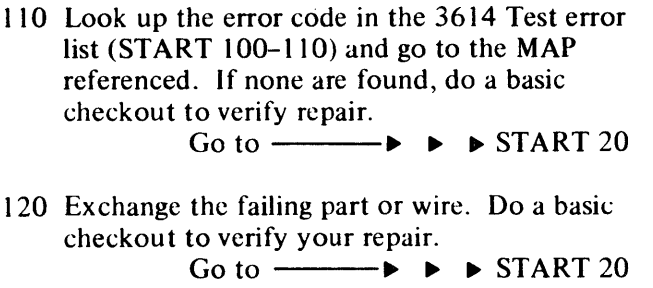 110 Look up the error code in the 3614 Test error
list (START 100–110) and go to the MAP
referenced. If none are found, do a basic
checkout to verify repair.
Go to ———▶ ▶ ▶ START 20
120 Exchange the failing part or wire. Do a basic
checkout to verify your repair.
Go to ———▶ ▶ ▶ START 20